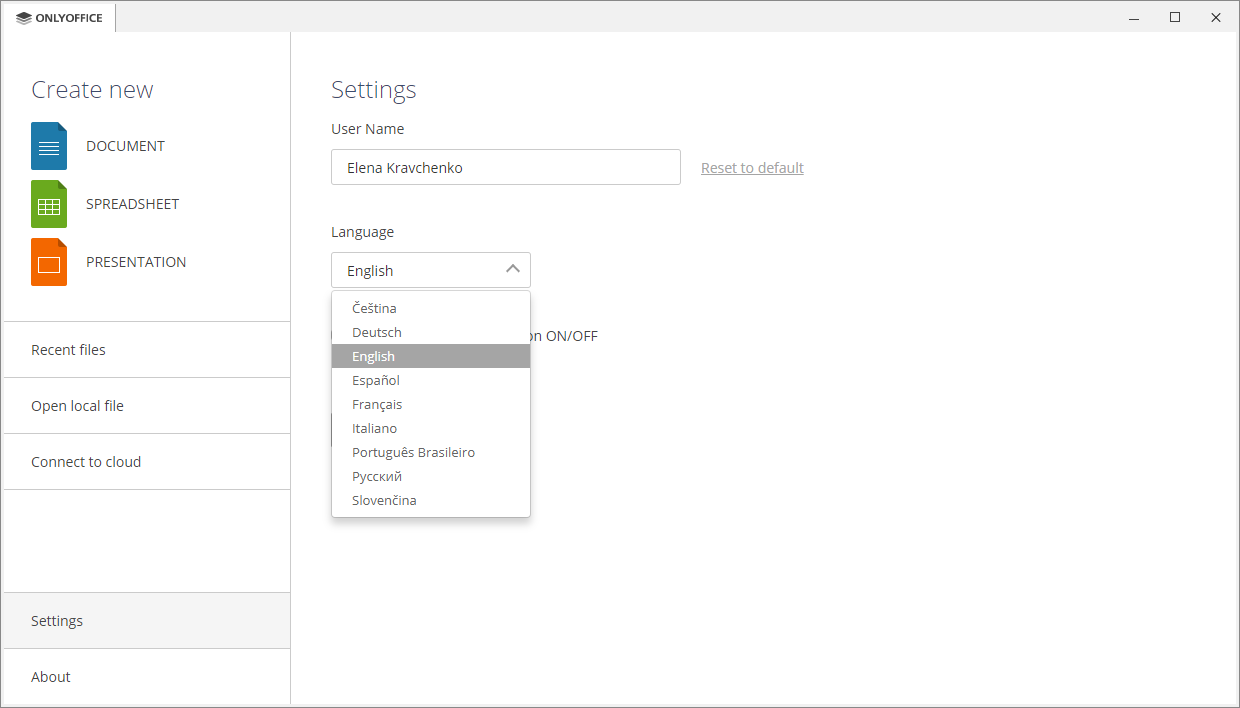 ONLYOFFICE
Create new
DOCUMENT
SPREADSHEET
PRESENTATION
Recent files
Open local file
Connect to cloud
Settings
About
Settings
User Name
Elena Kravchenko
Reset to default
Language
English
Čeština
Deutsch
English
Español
Français
Italiano
Português Brasileiro
Русский
Slovenčina
ON/OFF